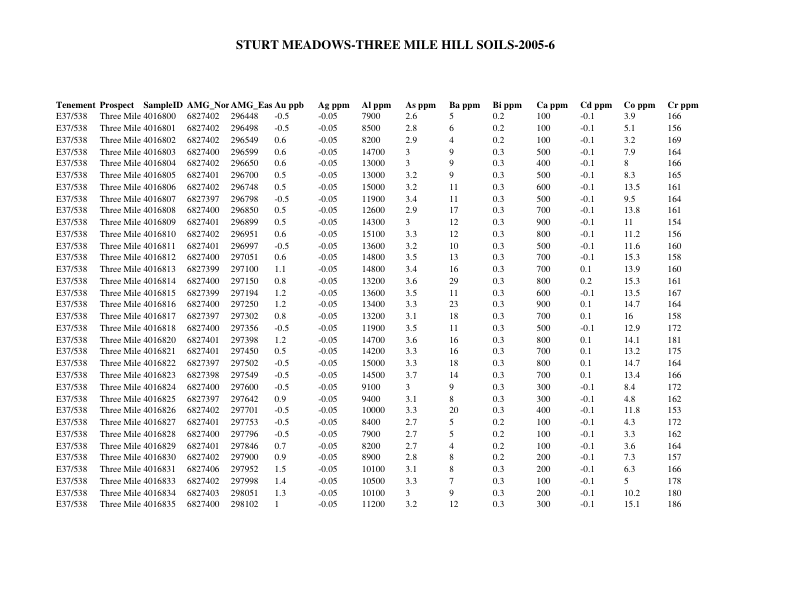 STURT MEADOWS-THREE MILE HILL SOILS-2005-6
Tenement Prospect SampleID AMG_Nor AMG_Eas Au ppb Ag ppm Al ppm As ppm Ba ppm Bi ppm Ca ppm Cd ppm Co ppm Cr ppm
E37/538 Three Mile 4016800 6827402 296448 -0.5 -0.05 7900 2.6 5 0.2 100 -0.1 3.9 166
E37/538 Three Mile 4016801 6827402 296498 -0.5 -0.05 8500 2.8 6 0.2 100 -0.1 5.1 156
E37/538 Three Mile 4016802 6827402 296549 0.6 -0.05 8200 2.9 4 0.2 100 -0.1 3.2 169
E37/538 Three Mile 4016803 6827400 296599 0.6 -0.05 14700 3 9 0.3 500 -0.1 7.9 164
E37/538 Three Mile 4016804 6827402 296650 0.6 -0.05 13000 3 9 0.3 400 -0.1 8 166
E37/538 Three Mile 4016805 6827401 296700 0.5 -0.05 13000 3.2 9 0.3 500 -0.1 8.3 165
E37/538 Three Mile 4016806 6827402 296748 0.5 -0.05 15000 3.2 11 0.3 600 -0.1 13.5 161
E37/538 Three Mile 4016807 6827397 296798 -0.5 -0.05 11900 3.4 11 0.3 500 -0.1 9.5 164
E37/538 Three Mile 4016808 6827400 296850 0.5 -0.05 12600 2.9 17 0.3 700 -0.1 13.8 161
E37/538 Three Mile 4016809 6827401 296899 0.5 -0.05 14300 3 12 0.3 900 -0.1 11 154
E37/538 Three Mile 4016810 6827402 296951 0.6 -0.05 15100 3.3 12 0.3 800 -0.1 11.2 156
E37/538 Three Mile 4016811 6827401 296997 -0.5 -0.05 13600 3.2 10 0.3 500 -0.1 11.6 160
E37/538 Three Mile 4016812 6827400 297051 0.6 -0.05 14800 3.5 13 0.3 700 -0.1 15.3 158
E37/538 Three Mile 4016813 6827399 297100 1.1 -0.05 14800 3.4 16 0.3 700 0.1 13.9 160
E37/538 Three Mile 4016814 6827400 297150 0.8 -0.05 13200 3.6 29 0.3 800 0.2 15.3 161
E37/538 Three Mile 4016815 6827399 297194 1.2 -0.05 13600 3.5 11 0.3 600 -0.1 13.5 167
E37/538 Three Mile 4016816 6827400 297250 1.2 -0.05 13400 3.3 23 0.3 900 0.1 14.7 164
E37/538 Three Mile 4016817 6827397 297302 0.8 -0.05 13200 3.1 18 0.3 700 0.1 16 158
E37/538 Three Mile 4016818 6827400 297356 -0.5 -0.05 11900 3.5 11 0.3 500 -0.1 12.9 172
E37/538 Three Mile 4016820 6827401 297398 1.2 -0.05 14700 3.6 16 0.3 800 0.1 14.1 181
E37/538 Three Mile 4016821 6827401 297450 0.5 -0.05 14200 3.3 16 0.3 700 0.1 13.2 175
E37/538 Three Mile 4016822 6827397 297502 -0.5 -0.05 15000 3.3 18 0.3 800 0.1 14.7 164
E37/538 Three Mile 4016823 6827398 297549 -0.5 -0.05 14500 3.7 14 0.3 700 0.1 13.4 166
E37/538 Three Mile 4016824 6827400 297600 -0.5 -0.05 9100 3 9 0.3 300 -0.1 8.4 172
E37/538 Three Mile 4016825 6827397 297642 0.9 -0.05 9400 3.1 8 0.3 300 -0.1 4.8 162
E37/538 Three Mile 4016826 6827402 297701 -0.5 -0.05 10000 3.3 20 0.3 400 -0.1 11.8 153
E37/538 Three Mile 4016827 6827401 297753 -0.5 -0.05 8400 2.7 5 0.2 100 -0.1 4.3 172
E37/538 Three Mile 4016828 6827400 297796 -0.5 -0.05 7900 2.7 5 0.2 100 -0.1 3.3 162
E37/538 Three Mile 4016829 6827401 297846 0.7 -0.05 8200 2.7 4 0.2 100 -0.1 3.6 164
E37/538 Three Mile 4016830 6827402 297900 0.9 -0.05 8900 2.8 8 0.2 200 -0.1 7.3 157
E37/538 Three Mile 4016831 6827406 297952 1.5 -0.05 10100 3.1 8 0.3 200 -0.1 6.3 166
E37/538 Three Mile 4016833 6827402 297998 1.4 -0.05 10500 3.3 7 0.3 100 -0.1 5 178
E37/538 Three Mile 4016834 6827403 298051 1.3 -0.05 10100 3 9 0.3 200 -0.1 10.2 180
E37/538 Three Mile 4016835 6827400 298102 1 -0.05 11200 3.2 12 0.3 300 -0.1 15.1 186